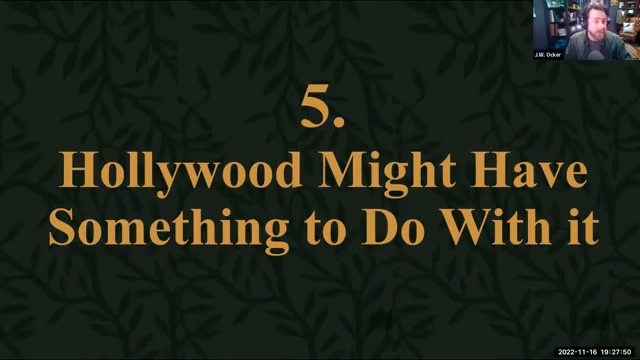 J.W. Ocker
5.
Hollywood Might Have
Something to Do With it
2022-11-16 19:27:50